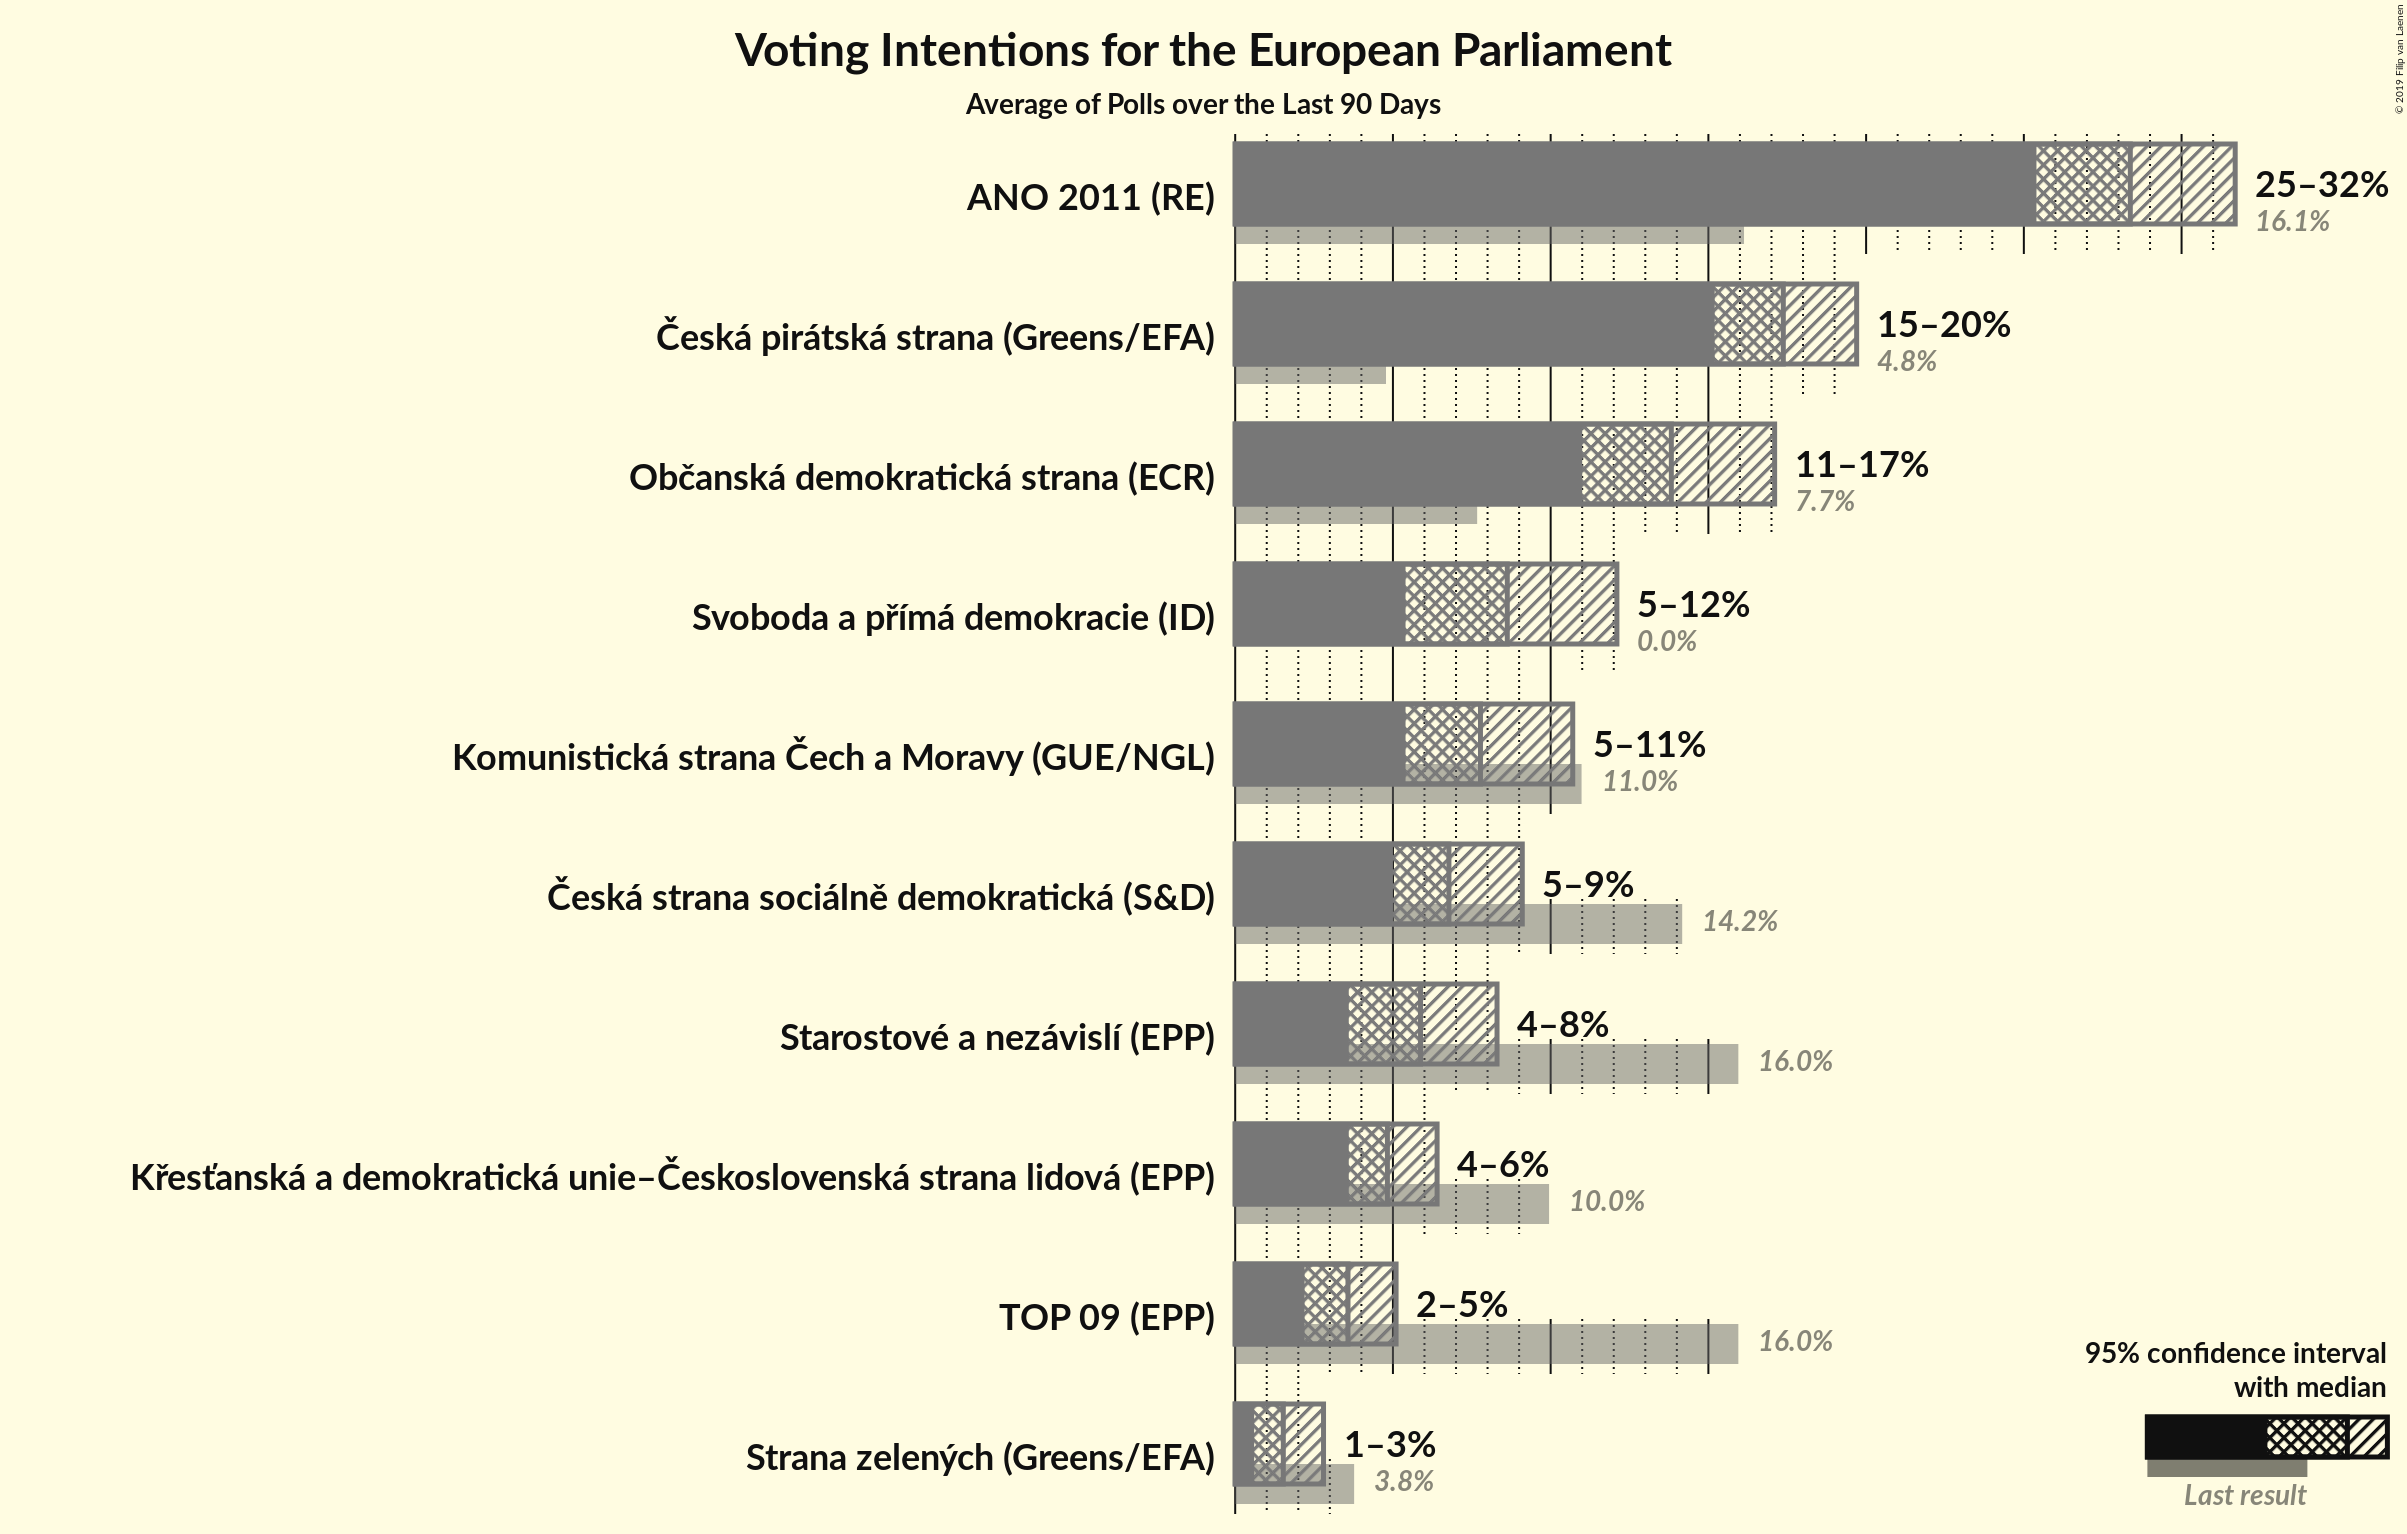 Voting Intentions for the European Parliament
Average of Polls over the Last 90 Days
© 2019 Filip van Laenen
ANO 2011 (RE)
25–32%
16.1%
Česká pirátská strana (Greens/EFA)
15–20%
4.8%
Občanská demokratická strana (ECR)
11–17%
7.7%
Svoboda a přímá demokracie (ID)
5–12%
0.0%
Komunistická strana Čech a Moravy (GUE/NGL)
5–11%
11.0%
Česká strana sociálně demokratická (S&D)
5–9%
14.2%
Starostové a nezávislí (EPP)
4–8%
16.0%
Křesťanská a demokratická unie–Československá strana lidová (EPP)
4–6%
10.0%
TOP 09 (EPP)
2–5%
16.0%
Strana zelených (Greens/EFA)
1–3%
3.8%
95% confidence interval
with median
Last result